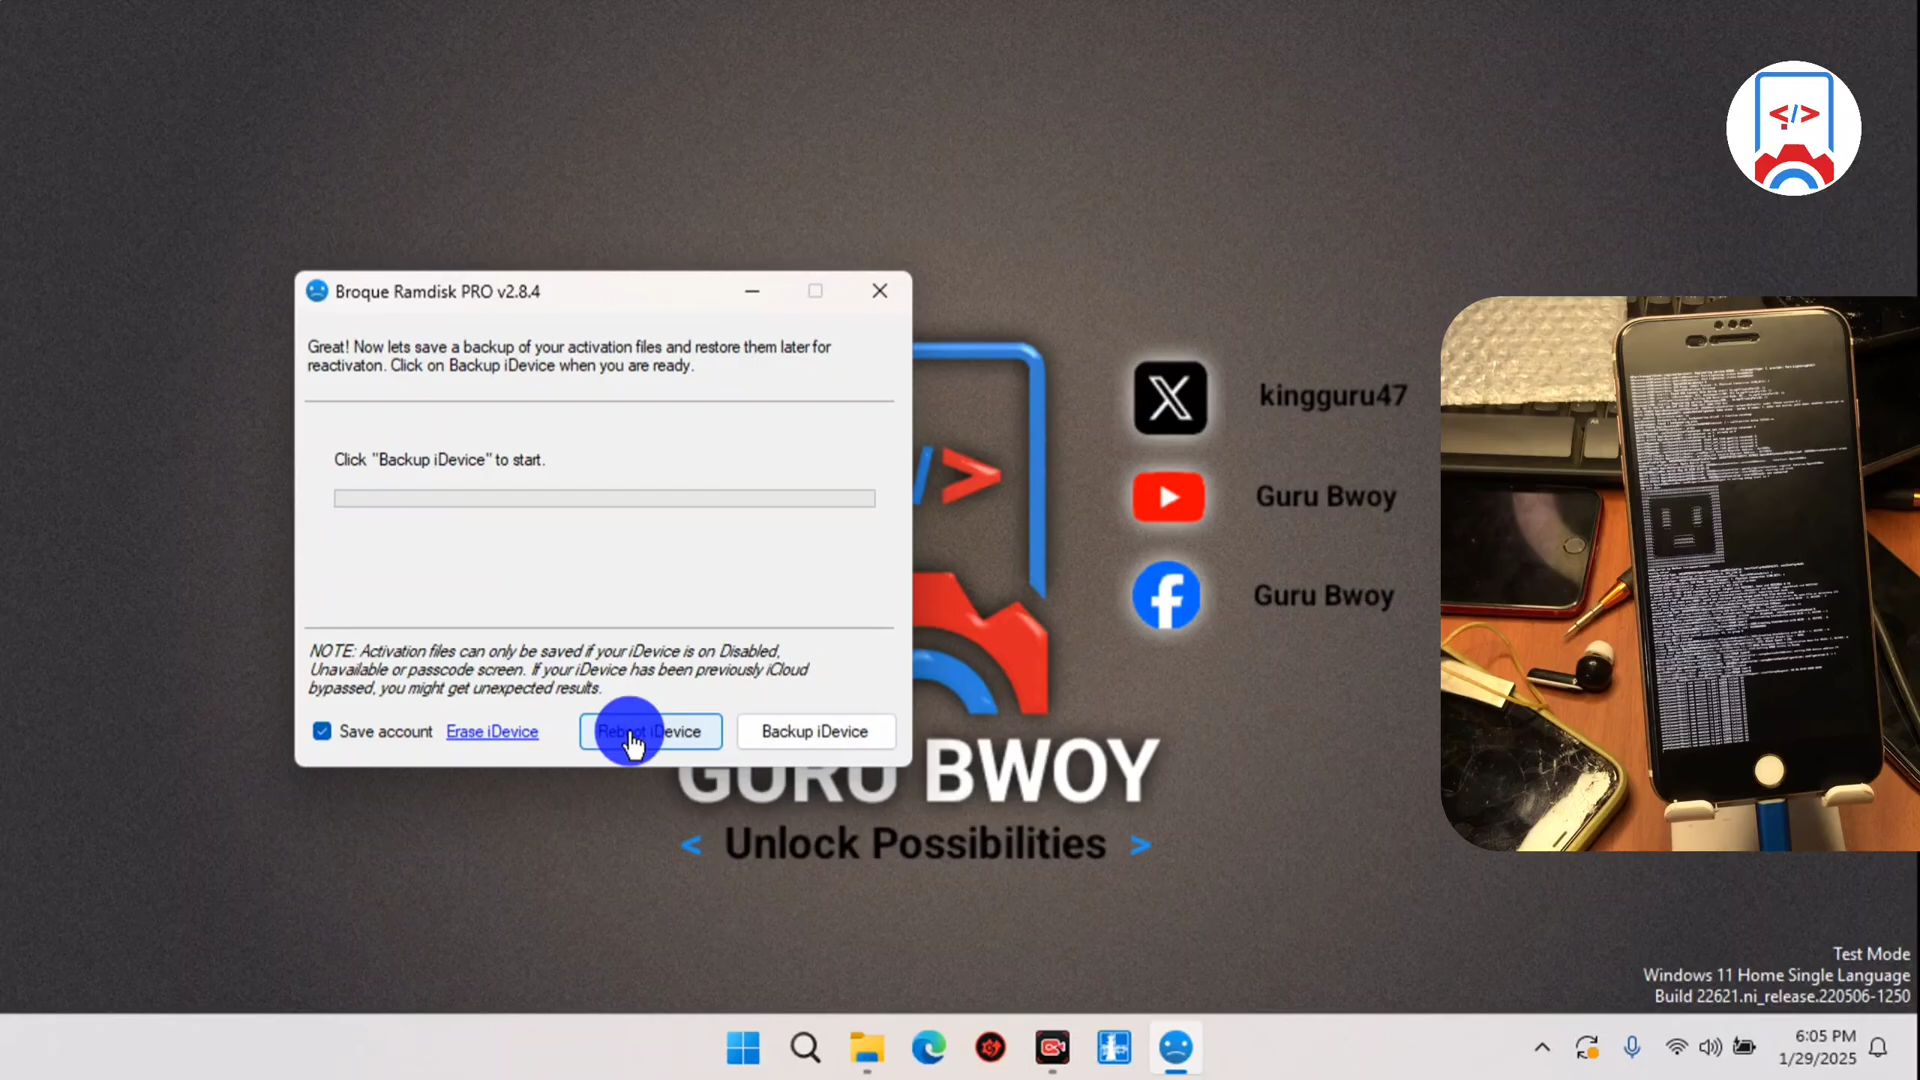 </>
Broque Ramdisk PRO v2.8.4
Great! Now lets save a backup of your activation files and restore them later for
reactivaton. Click on Backup iDevice when you are ready.
Click "Backup iDevice" to start.
NOTE: Activation files can only be saved if your iDevice is on Disabled,
Unavailable or passcode screen. If your iDevice has been previously iCloud
bypassed, you might get unexpected results.
Save account Erase iDevice Reboot iDevice Backup iDevice
/>
kingguru47
Guru Bwoy
Guru Bwoy
GURU BWOY
< Unlock Possibilities >
Test Mode
Windows 11 Home Single Language
Build 22621.ni_release.220506-1250
6:05 PM
1/29/2025